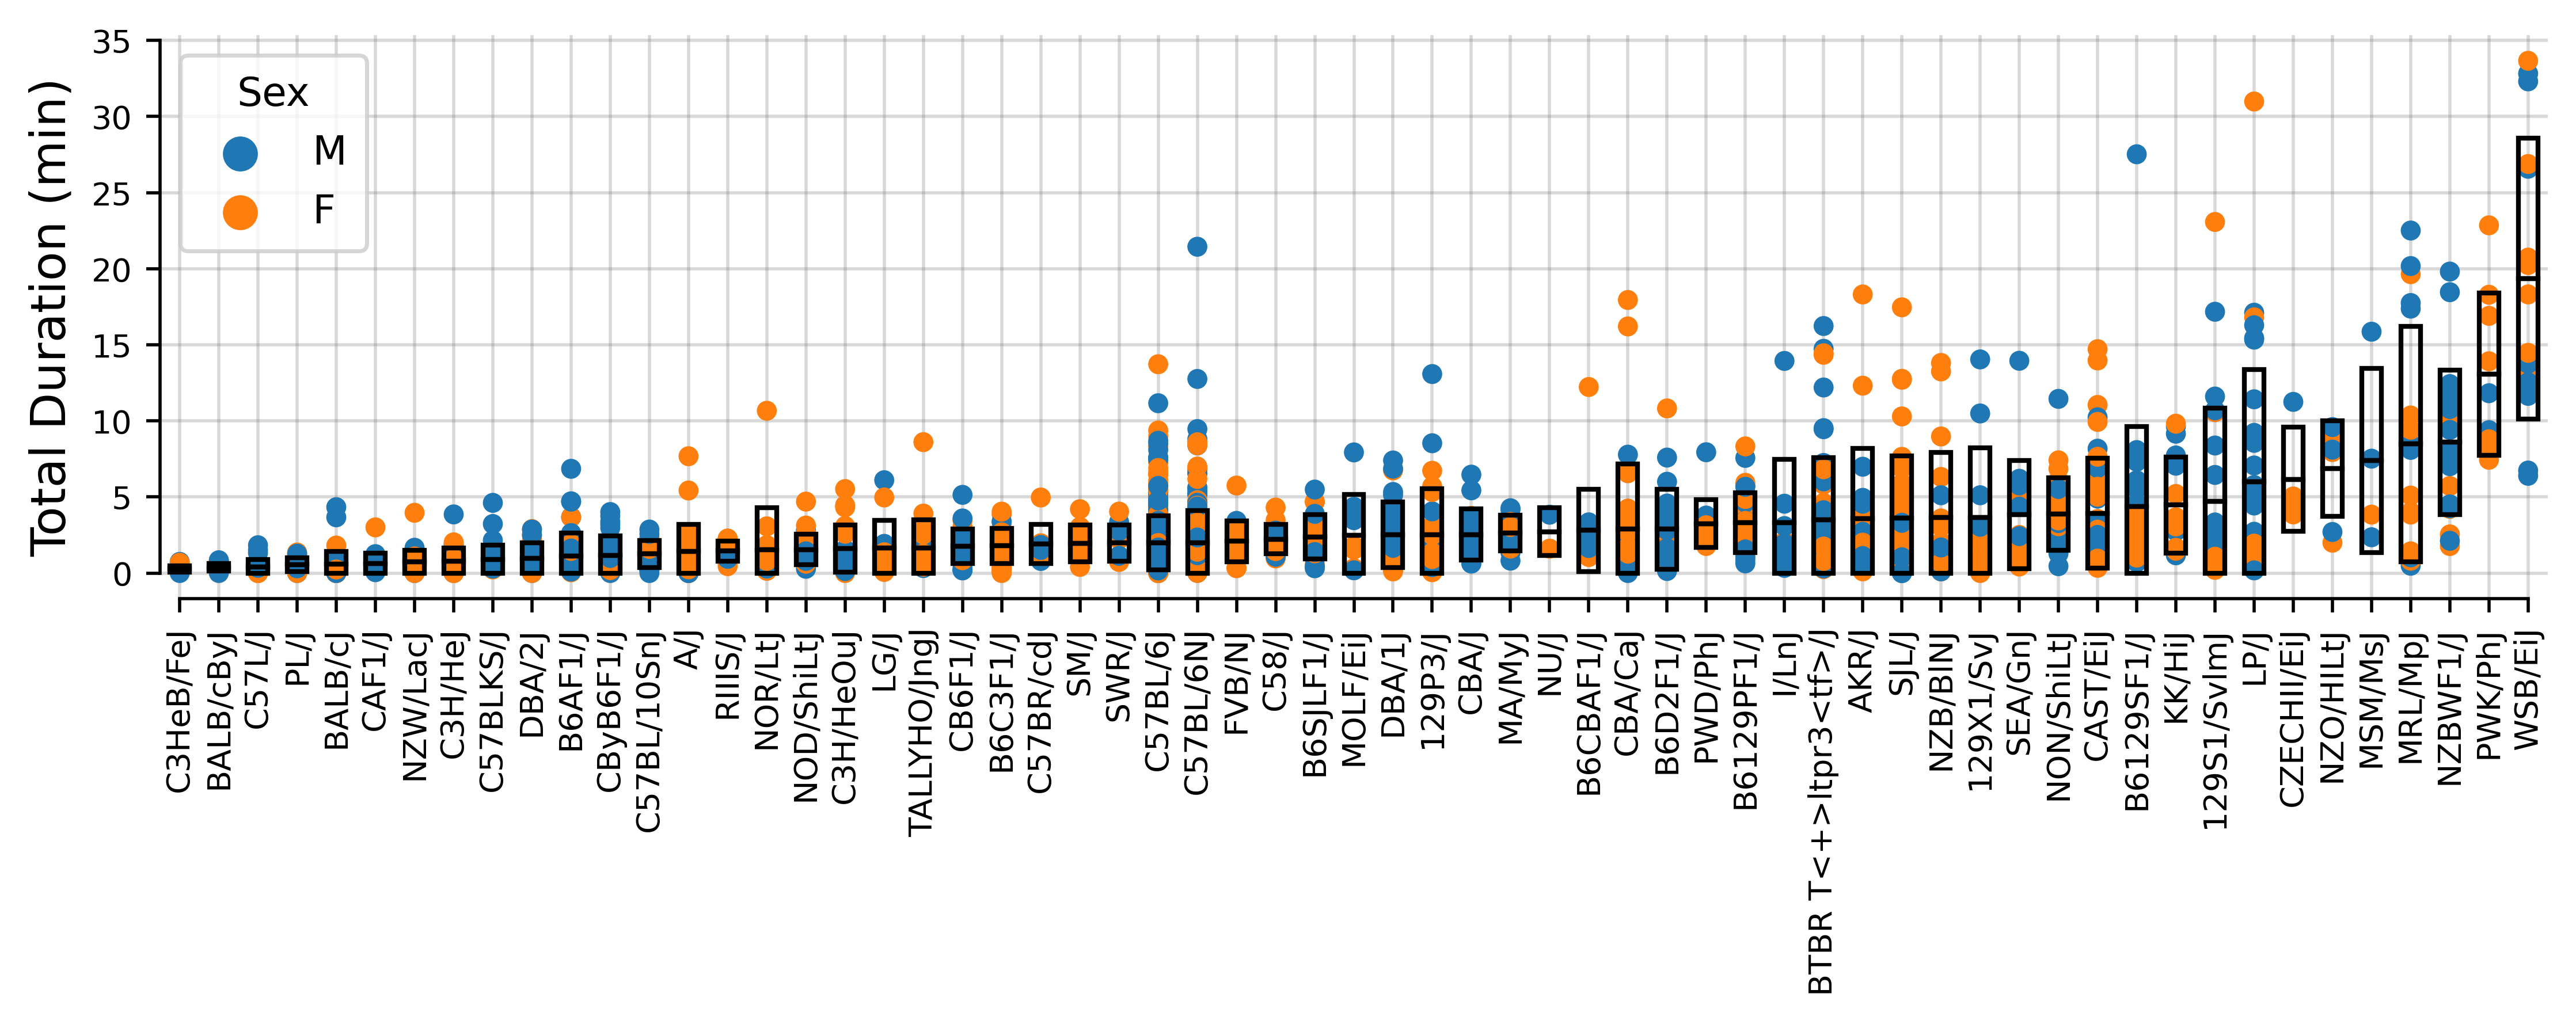 Total Duration (min)
35
30
25
20
15
10
5
0
Sex
M
F
C3HeB/FeJ
BALB/cByJ
C57L/J
PL/J
BALB/cJ
CAF1/J
NZW/LacJ
C3H/HeJ
C57BLKS/J
DBA/2J
B6AF1/J
CByB6F1/J
C57BL/10SnJ
A/J
RIIIS/J
NOR/LtJ
NOD/ShiLtJ
C3H/HeOuJ
LG/J
TALLYHO/JngJ
CB6F1/J
B6C3F1/J
C57BR/cdJ
SM/J
SWR/J
C57BL/6J
C57BL/6NJ
FVB/NJ
C58/J
B6SJLF1/J
MOLF/EiJ
DBA/1J
129P3/J
CBA/J
MA/MyJ
NU/J
B6CBAF1/J
CBA/CaJ
B6D2F1/J
PWD/PhJ
B6129PF1/J
I/LnJ
BTBR T<+>ltpr3<tf>/J
AKR/J
SJL/J
NZB/BINJ
129X1/SvJ
SEA/GnJ
NON/ShiLtJ
CAST/EiJ
B6129SF1/J
KK/HiJ
129S1/SvImJ
LP/J
CZECHII/EiJ
NZO/HILtJ
MSM/MsJ
MRL/MpJ
NZBWF1/J
PWK/PhJ
WSB/EiJ